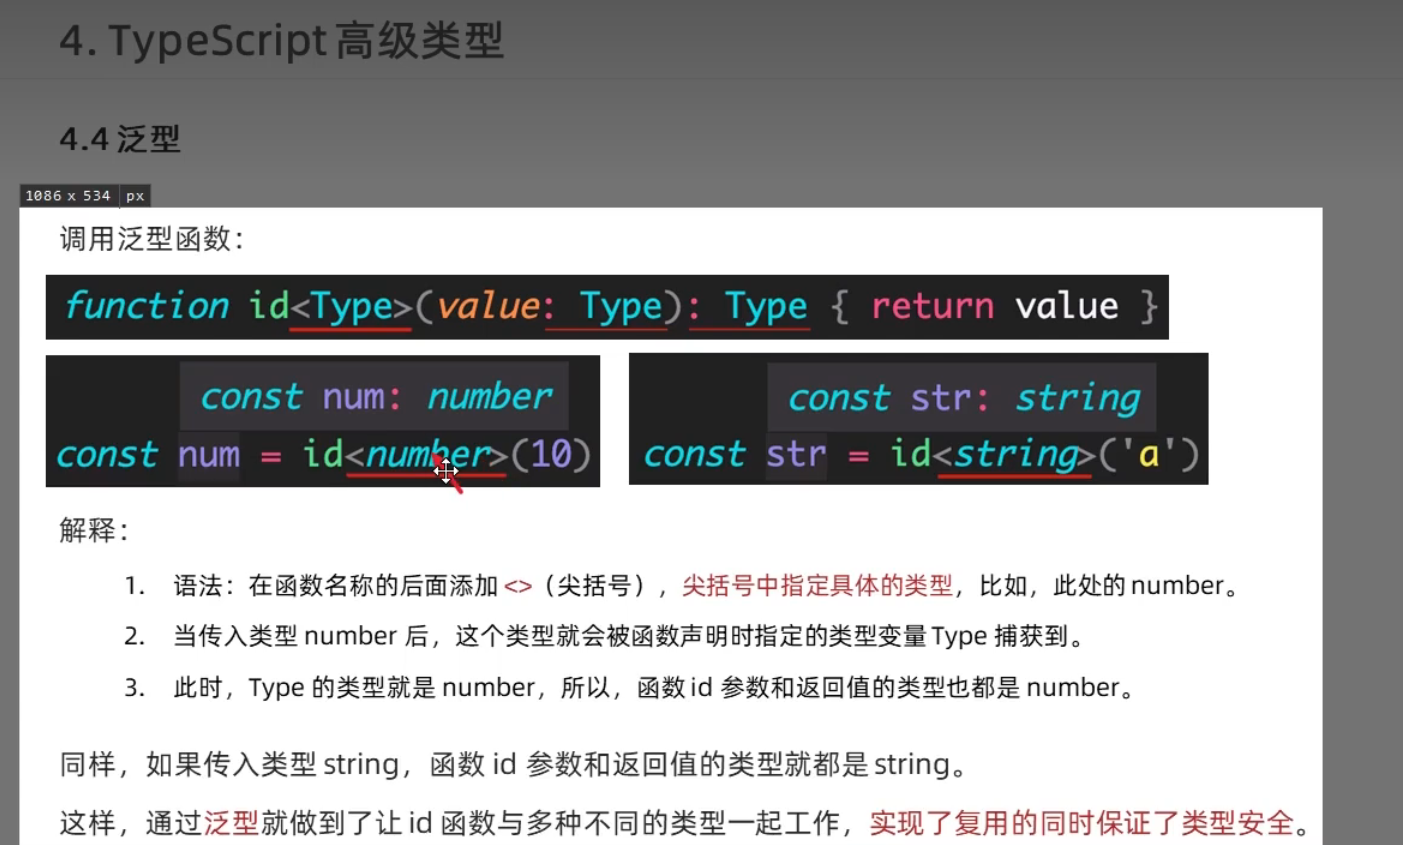 4. TypeScript高级类型
4.4 泛型
1086 x 534 px
调用泛型函数：
function id<Type>(value: Type): Type { return value }
const num: number
const num = id<number>(10)
const str: string
const str = id<string>('a')
解释：
1. 语法：在函数名称的后面添加 <>（尖括号），尖括号中指定具体的类型，比如，此处的 number。
2. 当传入类型 number 后，这个类型就会被函数声明时指定的类型变量 Type 捕获到。
3. 此时，Type 的类型就是 number，所以，函数 id 参数和返回值的类型也都是 number。
同样，如果传入类型 string，函数 id 参数和返回值的类型就都是 string。
这样，通过泛型就做到了让 id 函数与多种不同的类型一起工作，实现了复用的同时保证了类型安全。